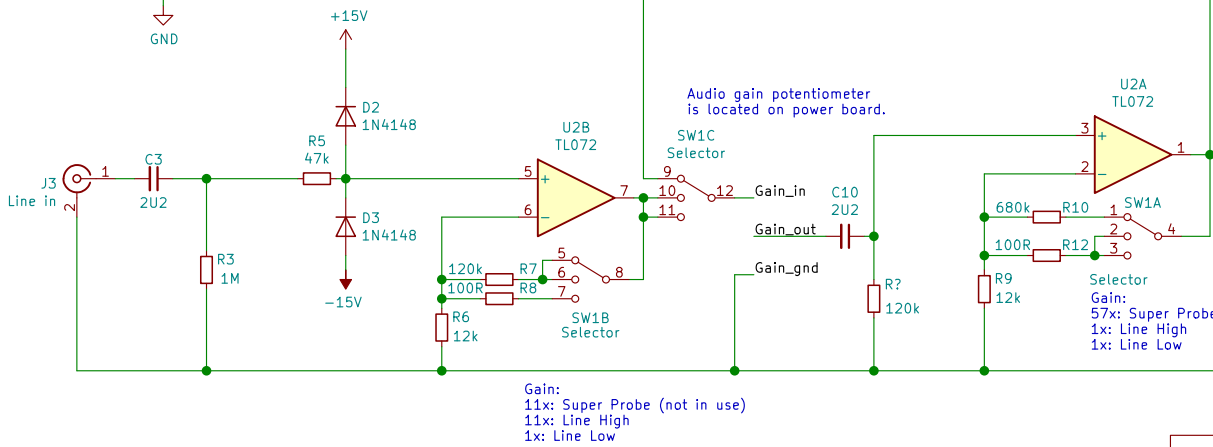 +15V
GND
D2
1N4148
Audio gain potentiometer
is located on power board.
U2A
TL072
U2B
TL072
SW1C
Selector
R5
47k
C3
2U2
J3
Line in
1
2
5
+
6
−
7
9
10
11
12
Gain_in
C10
2U2
Gain_out
Gain_gnd
3
+
2
−
1
D3
1N4148
−15V
R3
1M
120k
R7
100R
R8
R6
12k
5
6
7
8
SW1B
Selector
R?
120k
680k
R10
100R
R12
R9
12k
1
2
3
4
SW1A
Selector
Gain:
57x: Super Probe
1x: Line High
1x: Line Low
Gain:
11x: Super Probe (not in use)
11x: Line High
1x: Line Low